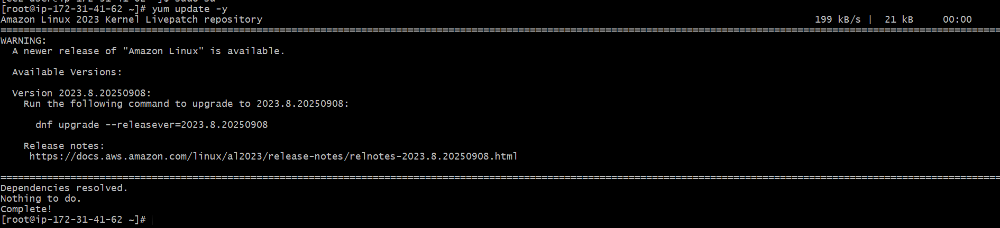 [root@ip-172-31-41-62 ~]# yum update -y
Amazon Linux 2023 Kernel Livepatch repository 199 kB/s | 21 kB 00:00
================================================================================
WARNING:
A newer release of "Amazon Linux" is available.
Available Versions:
Version 2023.8.20250908:
Run the following command to upgrade to 2023.8.20250908:
dnf upgrade --releasever=2023.8.20250908
Release notes:
https://docs.aws.amazon.com/linux/al2023/release-notes/relnotes-2023.8.20250908.html
================================================================================
Dependencies resolved.
Nothing to do.
Complete!
[root@ip-172-31-41-62 ~]#